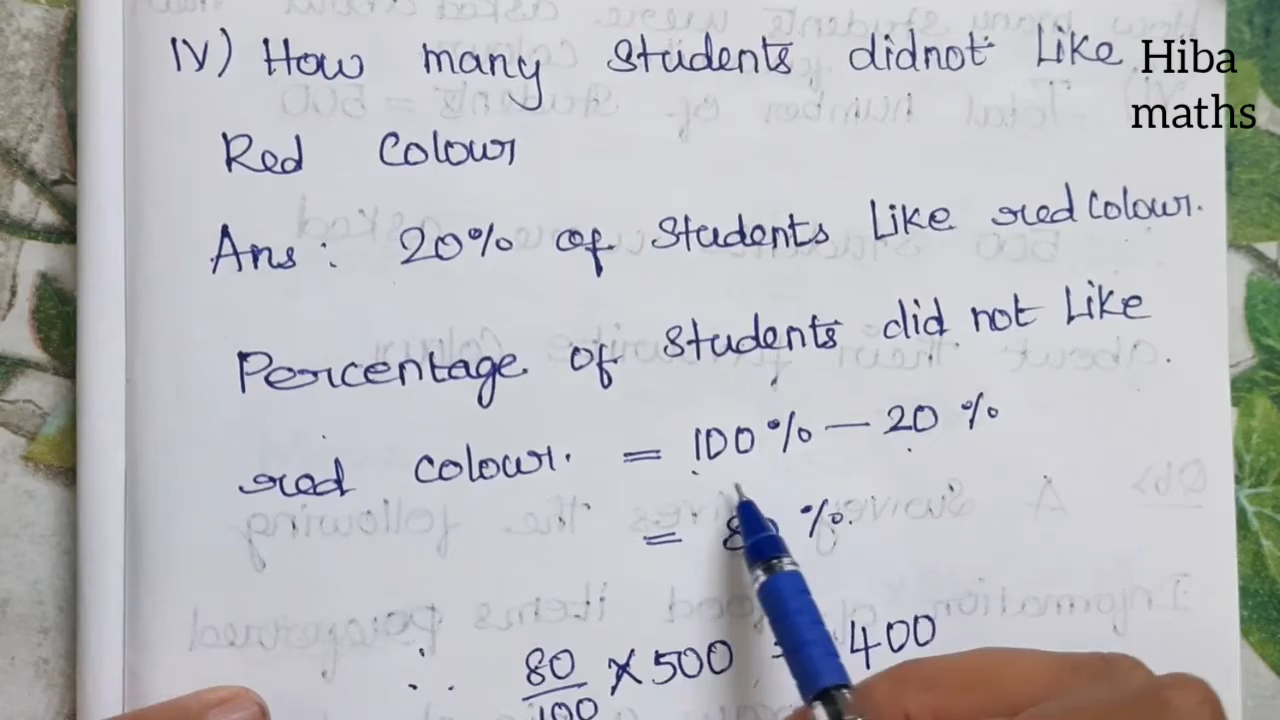 IV) How many students didnot like
Red Colour
Ans: 20% of students like red colour.
Percentage of students did not like
red colour. = 100% - 20%
= 80%.
∴ 80/100 × 500 = 400
Hiba
maths